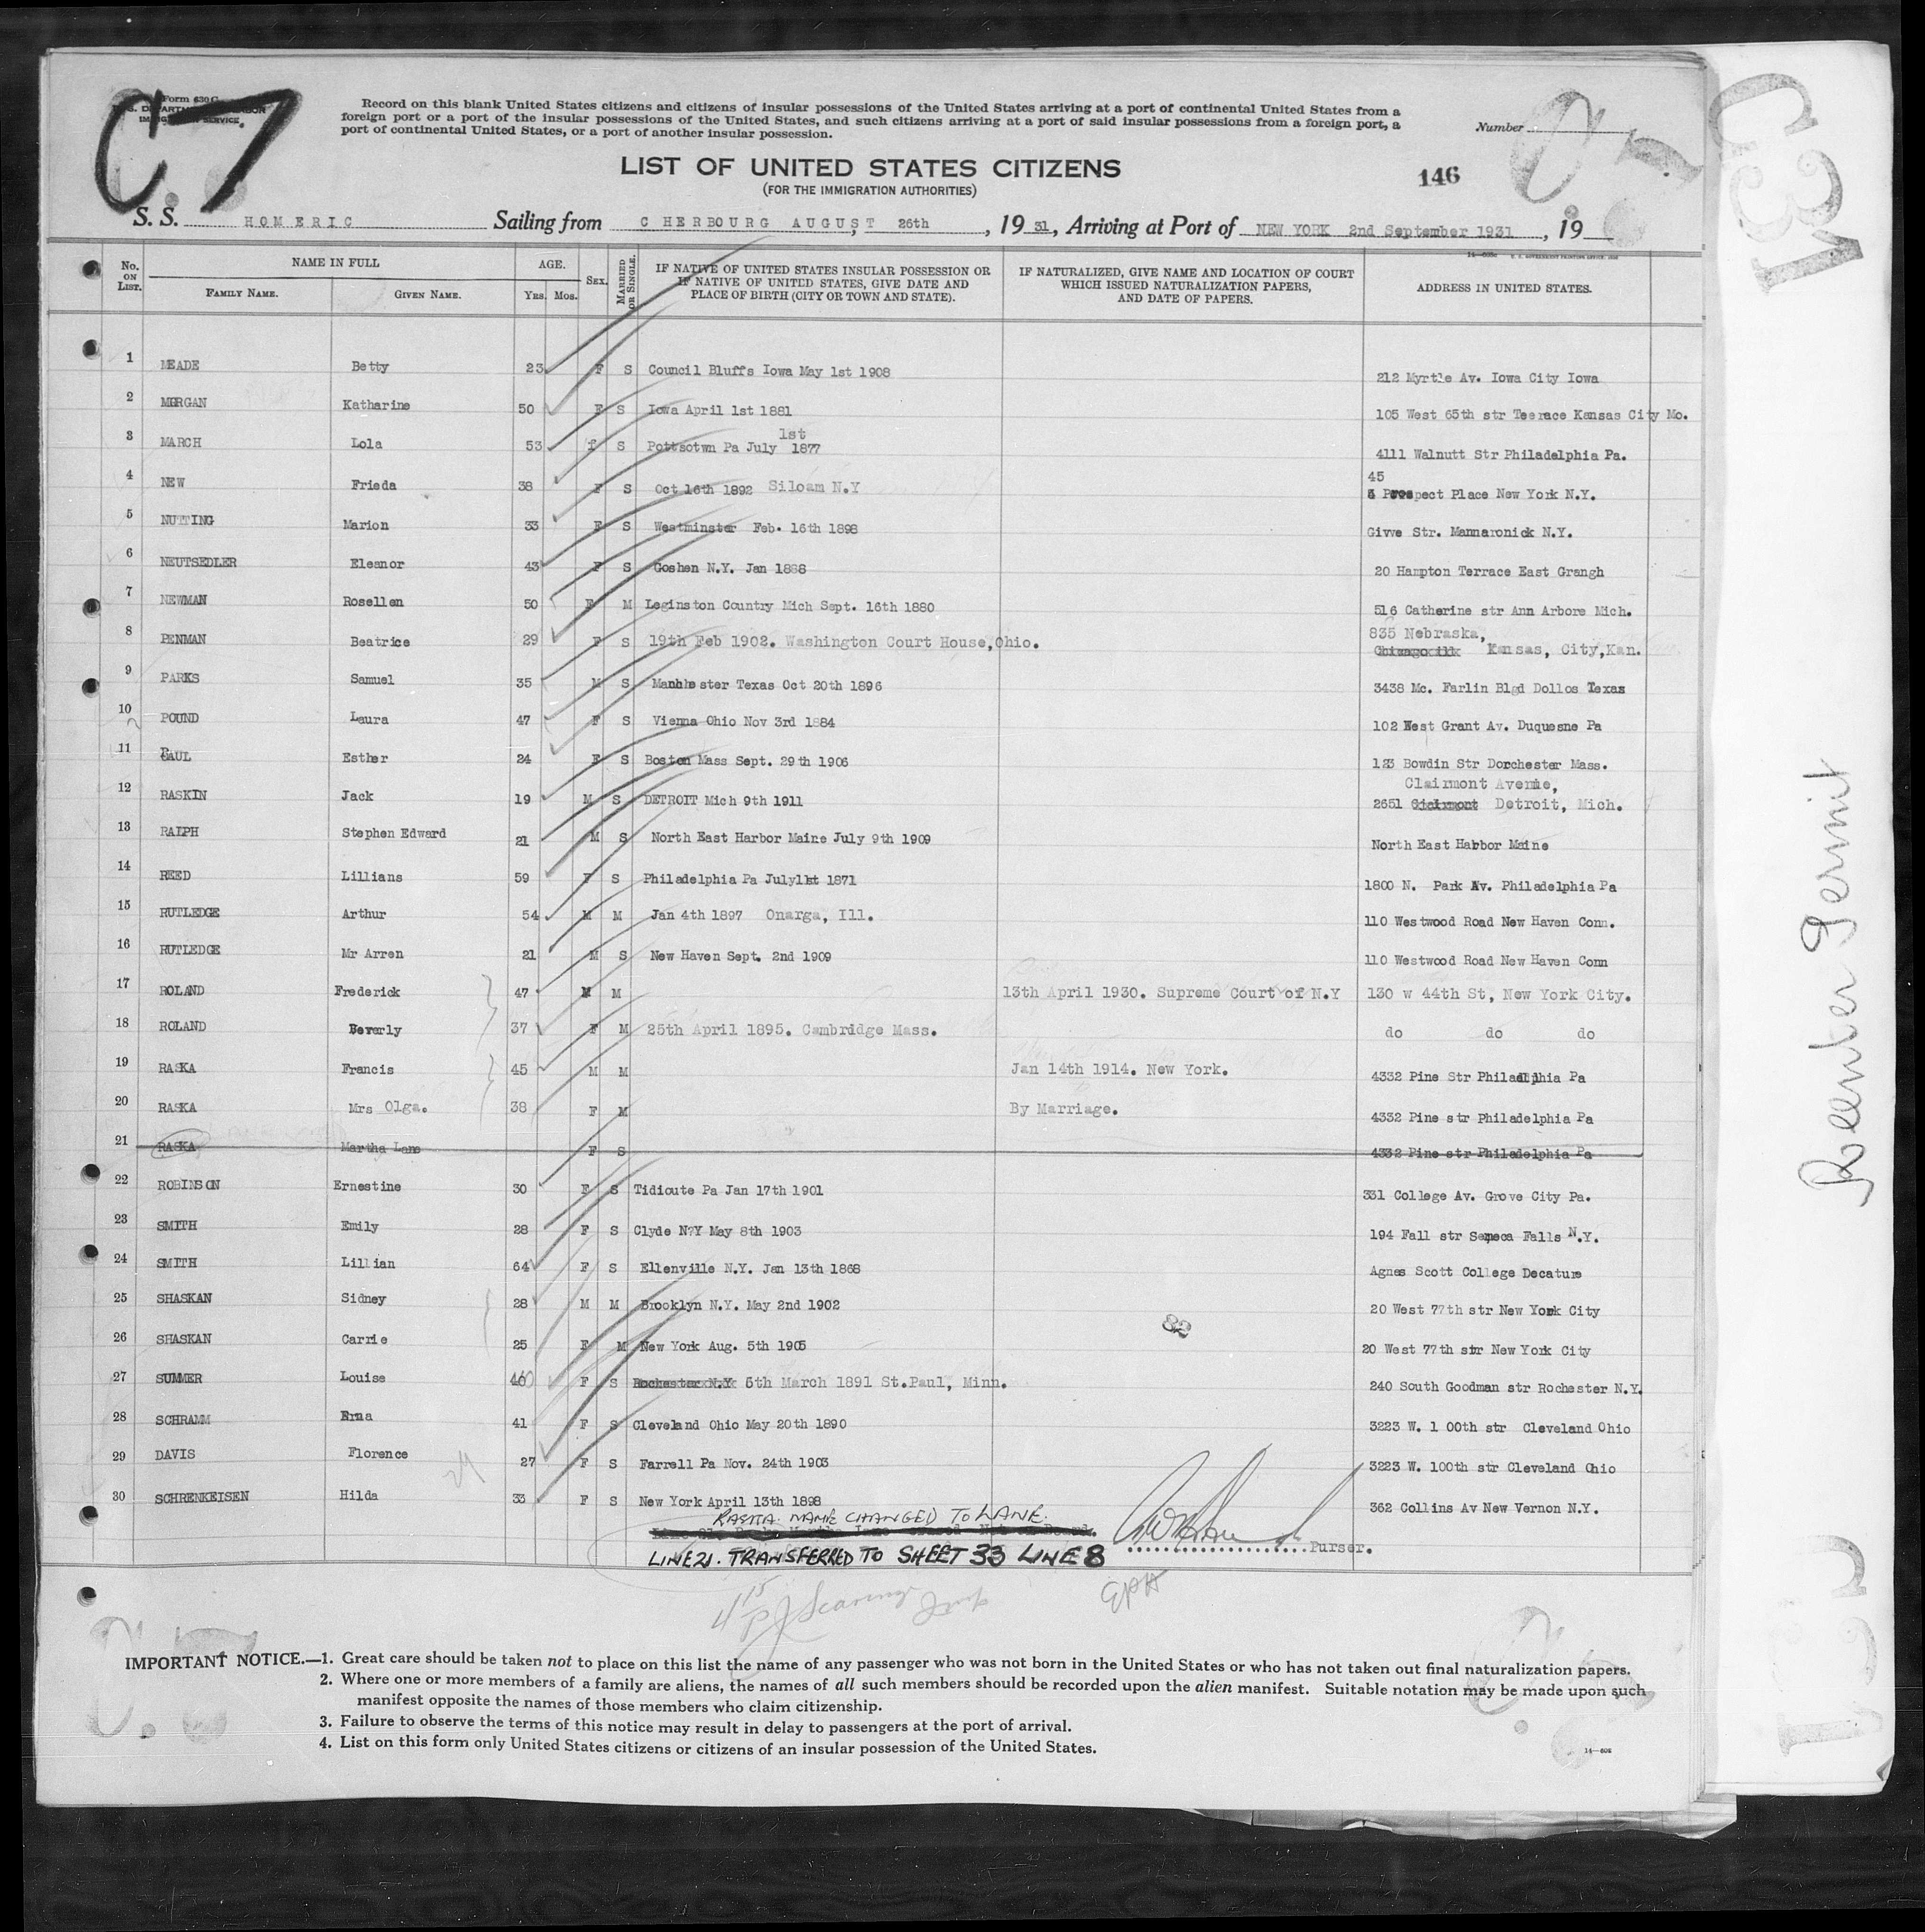 Form 630 G
U.S. DEPARTMENT OF LABOR
IMMIGRATION SERVICE
C7
Record on this blank United States citizens and citizens of insular possessions of the United States arriving at a port of continental United States from a
foreign port or a port of the insular possessions of the United States, and such citizens arriving at a port of said insular possessions from a foreign port, a
port of continental United States, or a port of another insular possession.
Number
LIST OF UNITED STATES CITIZENS
(FOR THE IMMIGRATION AUTHORITIES)
146
S. S. HOMERIC Sailing from CHERBOURG AUGUST 26th, 1931, Arriving at Port of NEW YORK 2nd September 1931, 19
No. ON LIST. NAME IN FULL FAMILY NAME. GIVEN NAME. AGE. Yrs. Mos. SEX. MARRIED OR SINGLE. IF NATIVE OF UNITED STATES INSULAR POSSESSION OR IF NATIVE OF UNITED STATES, GIVE DATE AND PLACE OF BIRTH (CITY OR TOWN AND STATE). IF NATURALIZED, GIVE NAME AND LOCATION OF COURT WHICH ISSUED NATURALIZATION PAPERS, AND DATE OF PAPERS. ADDRESS IN UNITED STATES.
1 MEADE Betty 23 F S Council Bluffs Iowa May 1st 1908 212 Myrtle Av. Iowa City Iowa
2 MORGAN Katharine 50 F S Iowa April 1st 1881 105 West 65th str Teerace Kansas City Mo.
3 MARCH Lola 53 f S Pottsotwn Pa July 1st 1877 4111 Walnutt Str Philadelphia Pa.
4 NEW Frieda 38 F S Oct 16th 1892 Siloam N.Y 45 Prospect Place New York N.Y.
5 NUTTING Marion 33 F S Westminster Feb. 16th 1898 Givve Str. Mannaronick N.Y.
6 NEUTSEDLER Eleanor 43 F S Goshen N.Y. Jan 1888 20 Hampton Terrace East Grangh
7 NEWMAN Rosellen 50 F M Leginston Country Mich Sept. 16th 1880 516 Catherine str Ann Arbore Mich.
8 PENMAN Beatrice 29 F S 19th Feb 1902. Washington Court House,Ohio. 835 Nebraska, Kansas, City,Kan.
9 PARKS Samuel 35 M S Manhhester Texas Oct 20th 1896 3438 Mc. Farlin Blgd Dollos Texas
10 POUND Laura 47 F S Vienna Ohio Nov 3rd 1884 102 West Grant Av. Duquesne Pa
11 PAUL Esther 24 F S Boston Mass Sept. 29th 1906 123 Bowdin Str Dorchester Mass.
12 RASKIN Jack 19 M S DETROIT Mich 9th 1911 2651 Clairmont Avenue, Detroit, Mich.
13 RALPH Stephen Edward 21 M S North East Harbor Maine July 9th 1909 North East Harbor Maine
14 REED Lillians 59 F S Philadelphia Pa July1st 1871 1800 N. Park Av. Philadelphia Pa
15 RUTLEDGE Arthur 54 M M Jan 4th 1897 Onarga, Ill. 110 Westwood Road New Haven Conn.
16 RUTLEDGE Mr Arren 21 M S New Haven Sept. 2nd 1909 110 Westwood Road New Haven Conn
17 ROLAND Frederick 47 M M 13th April 1930. Supreme Court of N.Y 130 w 44th St, New York City.
18 ROLAND Beverly 37 F M 25th April 1895. Cambridge Mass. do do do
19 RASKA Francis 45 M M Jan 14th 1914. New York. 4332 Pine Str Philadelphia Pa
20 RASKA Mrs Olga. 38 F M By Marriage. 4332 Pine str Philadelphia Pa
21 RASKA Martha Lane F S 4332 Pine str Philadelphia Pa
22 ROBINSON Ernestine 30 F S Tidioute Pa Jan 17th 1901 331 College Av. Grove City Pa.
23 SMITH Emily 28 F S Clyde N?Y May 8th 1903 194 Fall str Seneca Falls N.Y.
24 SMITH Lillian 64 F S Ellenville N.Y. Jan 13th 1868 Agnes Scott College Decature
25 SHASKAN Sidney 28 M M Brooklyn N.Y. May 2nd 1902 20 West 77th str New York City
26 SHASKAN Carrie 25 F M New York Aug. 5th 1905 20 West 77th str New York City
27 SUMMER Louise 40 F S Rochester N.Y 5th March 1891 St.Paul, Minn. 240 South Goodman str Rochester N.Y.
28 SCHRAMM Erna 41 F S Cleveland Ohio May 20th 1890 3223 W. 1 00th str Cleveland Ohio
29 DAVIS Florence 27 F S Farrell Pa Nov. 24th 1903 3223 W. 100th str Cleveland Ohio
30 SCHRENKEISEN Hilda 33 F S New York April 13th 1898 362 Collins Av New Vernon N.Y.
82
RASKA NAME CHANGED TO LANE.
LINE 21. TRANSFERRED TO SHEET 33 LINE 8
Purser.
IMPORTANT NOTICE.—1. Great care should be taken not to place on this list the name of any passenger who was not born in the United States or who has not taken out final naturalization papers.
2. Where one or more members of a family are aliens, the names of all such members should be recorded upon the alien manifest. Suitable notation may be made upon such
manifest opposite the names of those members who claim citizenship.
3. Failure to observe the terms of this notice may result in delay to passengers at the port of arrival.
4. List on this form only United States citizens or citizens of an insular possession of the United States.
14—608
Reenter Permit